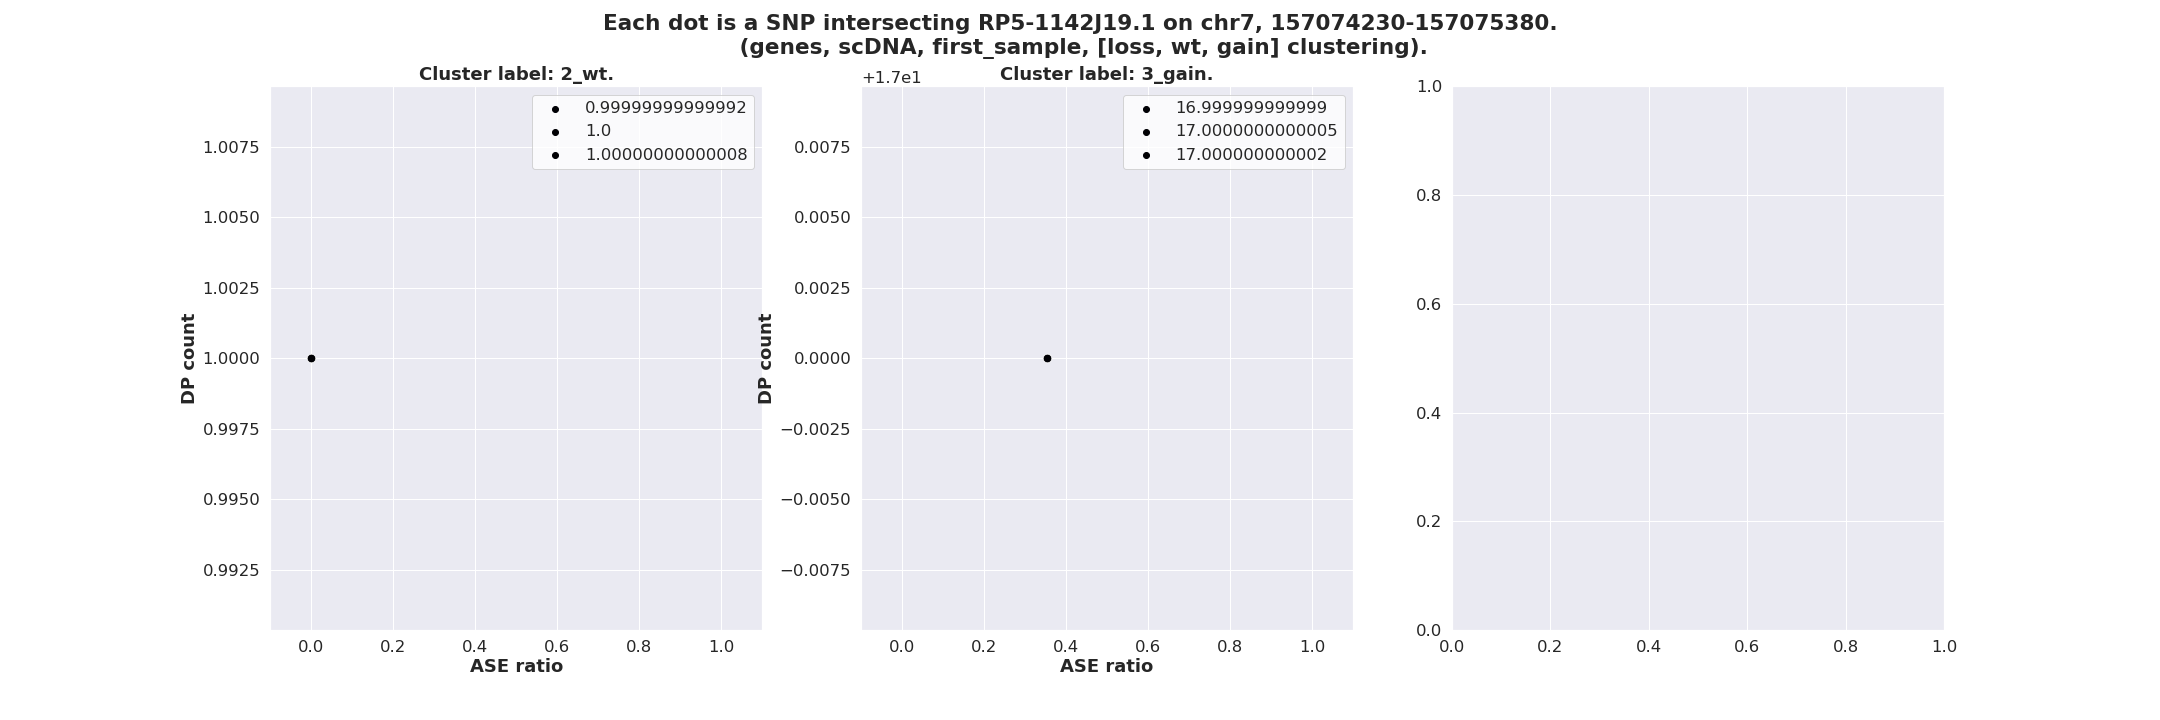 Each dot is a SNP intersecting RP5-1142J19.1 on chr7, 157074230-157075380.
(genes, scDNA, first_sample, [loss, wt, gain] clustering).
Cluster label: 2_wt.
0.99999999999992
1.0
1.00000000000008
1.0075
1.0050
1.0025
1.0000
0.9975
0.9950
0.9925
DP count
0.0 0.2 0.4 0.6 0.8 1.0
ASE ratio
+1.7e1
Cluster label: 3_gain.
16.999999999999
17.0000000000005
17.000000000002
0.0075
0.0050
0.0025
0.0000
−0.0025
−0.0050
−0.0075
DP count
0.0 0.2 0.4 0.6 0.8 1.0
ASE ratio
1.0
0.8
0.6
0.4
0.2
0.0
0.0 0.2 0.4 0.6 0.8 1.0